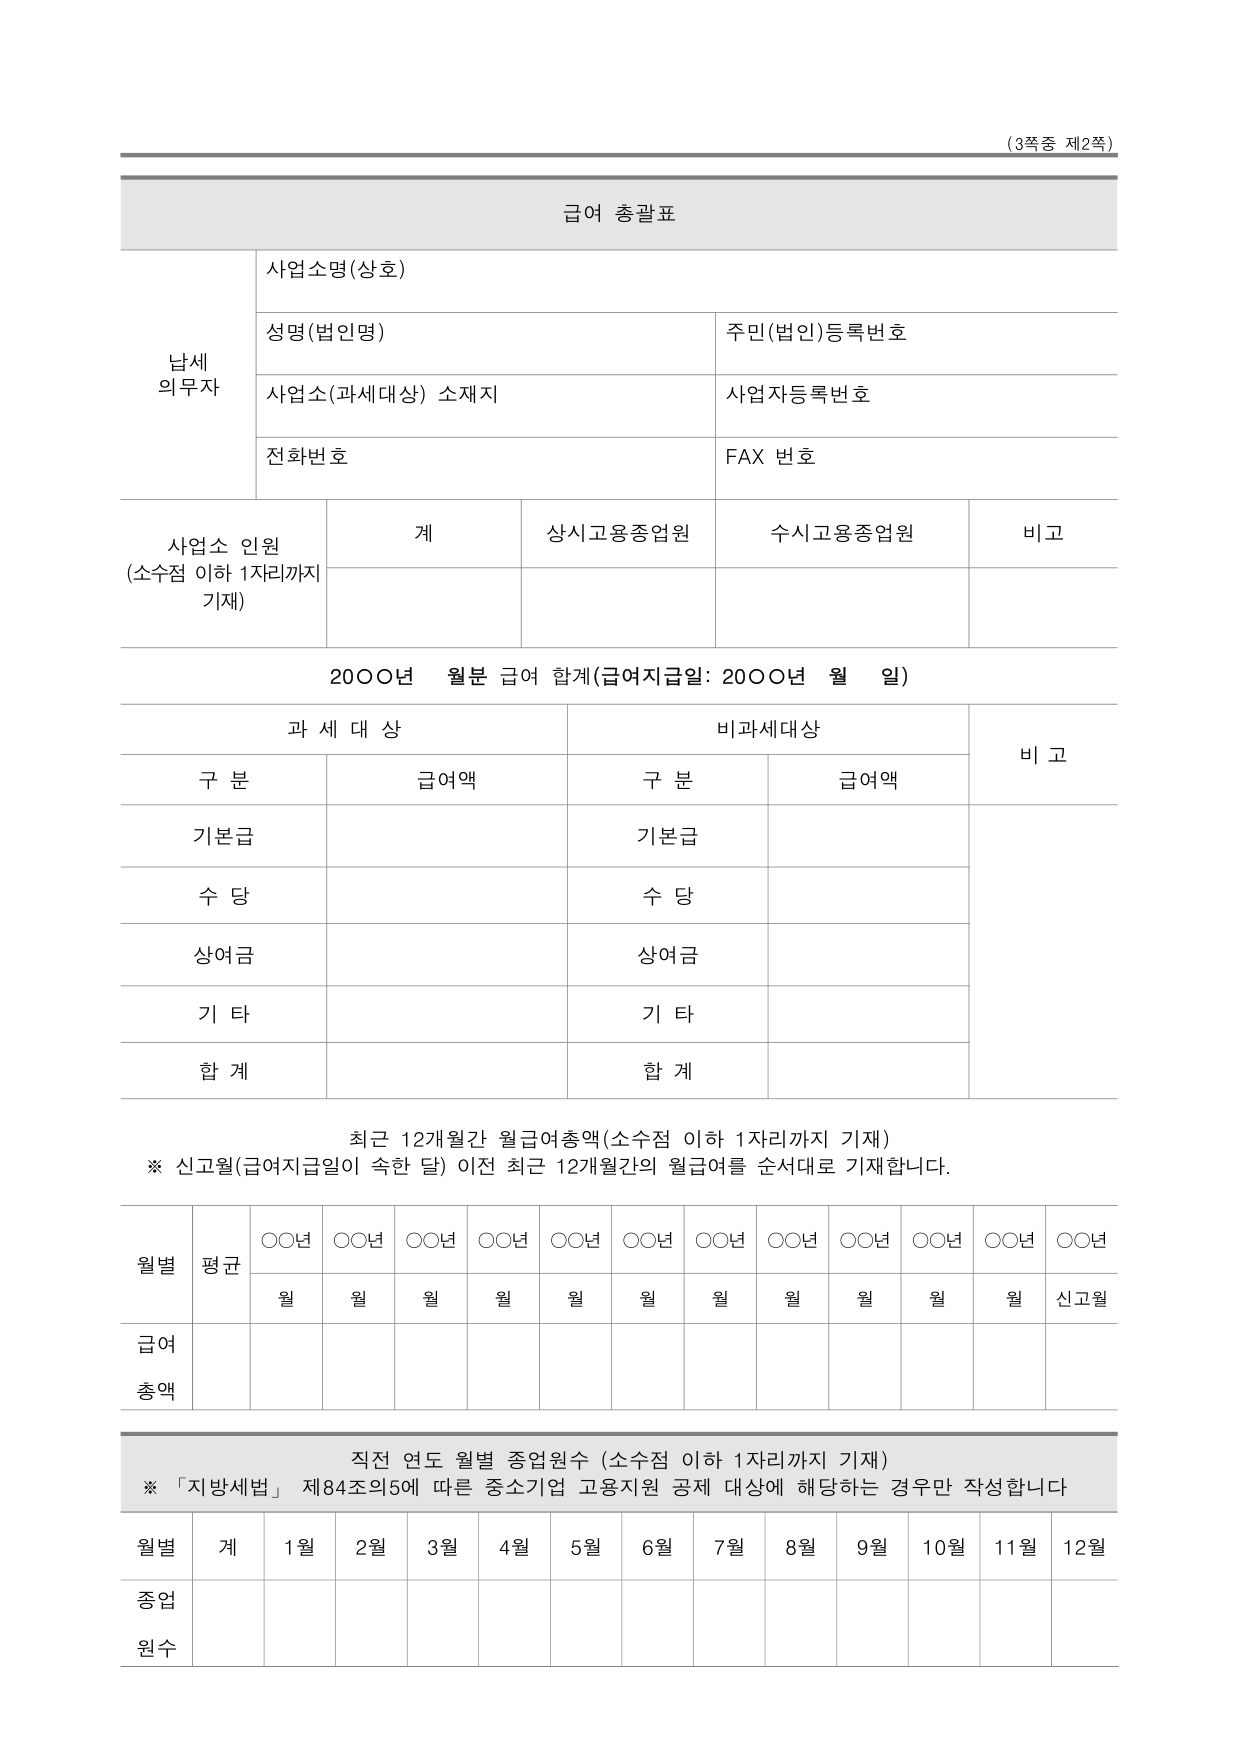 (3쪽중 제2쪽)
급여 총괄표
납세
의무자
사업소명(상호)
성명(법인명)
주민(법인)등록번호
사업소(과세대상) 소재지
사업자등록번호
전화번호
FAX 번호
사업소 인원
(소수점 이하 1자리까지
기재)
계
상시고용종업원
수시고용종업원
비고
20○○년 월분 급여 합계(급여지급일: 20○○년 월 일)
과 세 대 상
비과세대상
비 고
구 분
급여액
구 분
급여액
기본급
기본급
수 당
수 당
상여금
상여금
기 타
기 타
합 계
합 계
최근 12개월간 월급여총액(소수점 이하 1자리까지 기재)
※ 신고월(급여지급일이 속한 달) 이전 최근 12개월간의 월급여를 순서대로 기재합니다.
월별
평균
○○년
○○년
○○년
○○년
○○년
○○년
○○년
○○년
○○년
○○년
○○년
○○년
월
월
월
월
월
월
월
월
월
월
월
신고월
급여
총액
직전 연도 월별 종업원수 (소수점 이하 1자리까지 기재)
※ 「지방세법」 제84조의5에 따른 중소기업 고용지원 공제 대상에 해당하는 경우만 작성합니다
월별
계
1월
2월
3월
4월
5월
6월
7월
8월
9월
10월
11월
12월
종업
원수